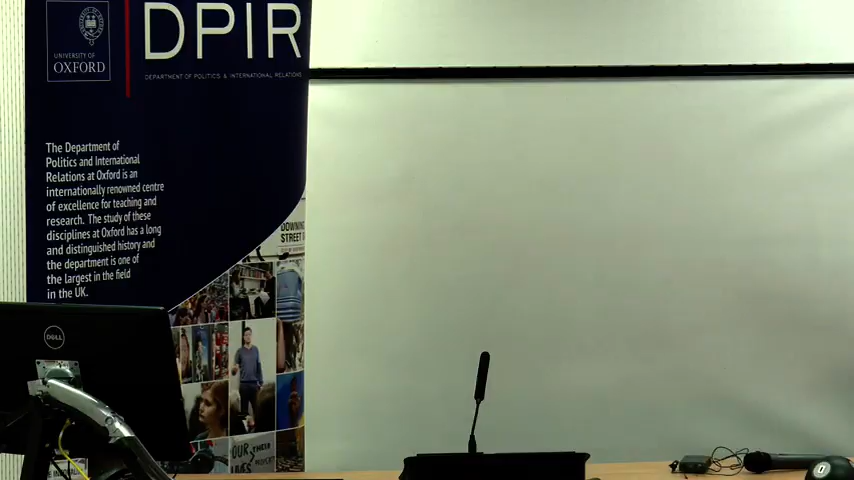 DPIR
UNIVERSITY OF
OXFORD
DEPARTMENT OF POLITICS & INTERNATIONAL RELATIONS
The Department of
Politics and International
Relations at Oxford is an
internationally renowned centre
of excellence for teaching and
research. The study of these
disciplines at Oxford has a long
and distinguished history and
the department is one of
the largest in the field
in the UK.
DOWNING
STREET
DELL
OUR
LIVES